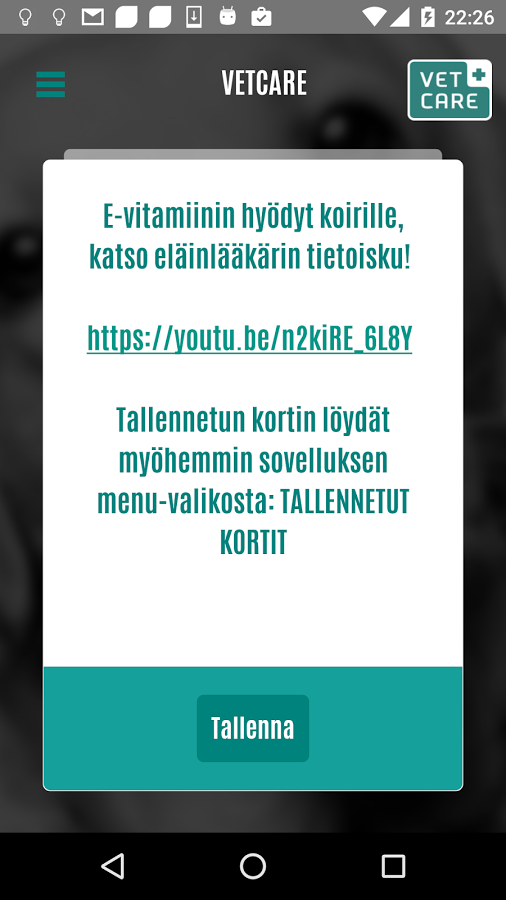 22:26
VETCARE
VET
CARE
E-vitamiinin hyödyt koirille,
katso eläinlääkärin tietoisku!
https://youtu.be/n2kiRE_6L8Y
Tallennetun kortin löydät
myöhemmin sovelluksen
menu-valikosta: TALLENNETUT
KORTIT
Tallenna